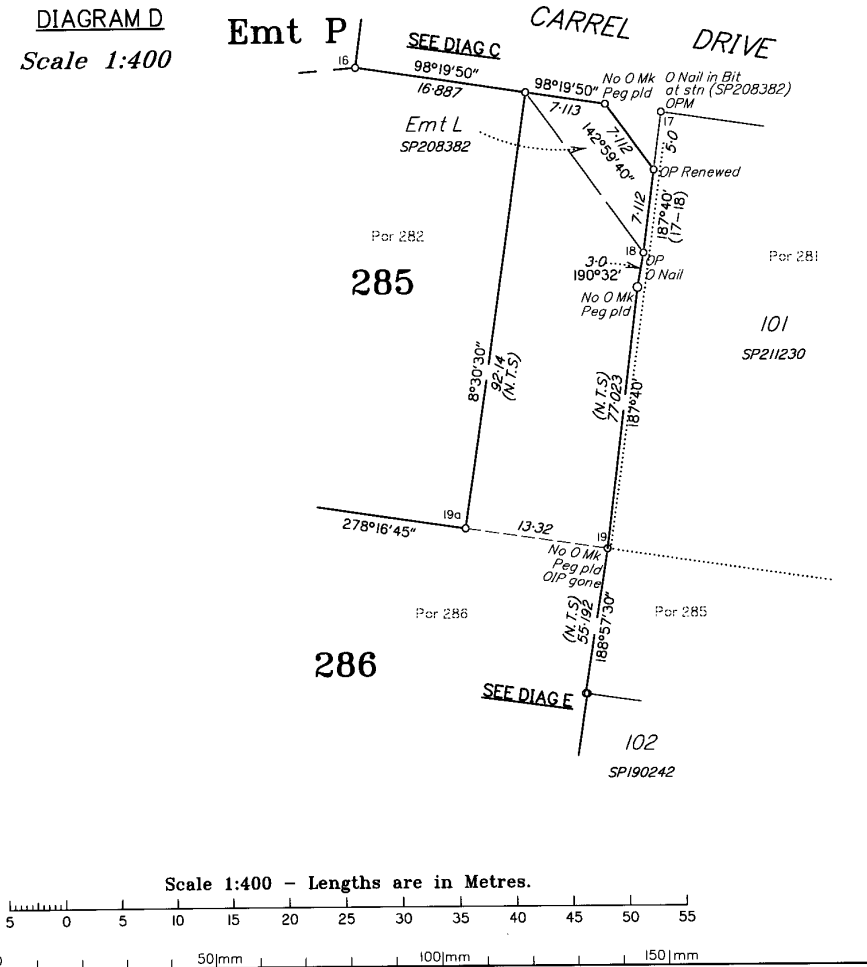 DIAGRAM D
Scale 1:400
Emt P
SEE DIAG C
CARREL DRIVE
16
98°19'50"
16·887
98°19'50"
7·113
No O Mk
Peg pld
O Nail in Bit
at stn (SP208382)
OPM
17
5·0
Emt L
SP208382
7·112
142°59'40"
OP Renewed
7·112
187°40'
(17-18)
Por 282
285
18
OP
O Nail
3·0
190°32'
No O Mk
Peg pld
Por 281
101
SP211230
8°30'30"
92·14
(N.T.S)
(N.T.S)
77·023
187°40'
19a
278°16'45"
13·32
19
No O Mk
Peg pld
OIP gone
Por 286
286
(N.T.S)
55·192
188°57'30"
Por 285
SEE DIAG E
102
SP190242
Scale 1:400 - Lengths are in Metres.
5 0 5 10 15 20 25 30 35 40 45 50 55
50|mm 100|mm 150|mm